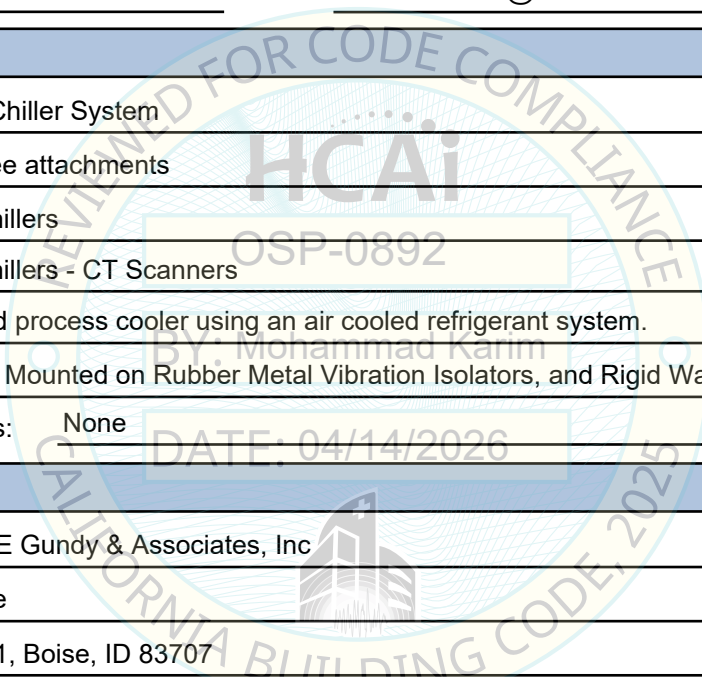 REVIEWED FOR CODE COMPLIANCE
Chiller System
HCAi
ee attachments
hillers
OSP-0892
hillers - CT Scanners
d process cooler using an air cooled refrigerant system.
BY: Mohammad Karim
Mounted on Rubber Metal Vibration Isolators, and Rigid Wa
s: None
DATE: 04/14/2026
E Gundy & Associates, Inc
e
1, Boise, ID 83707
CALIFORNIA BUILDING CODE, 2025